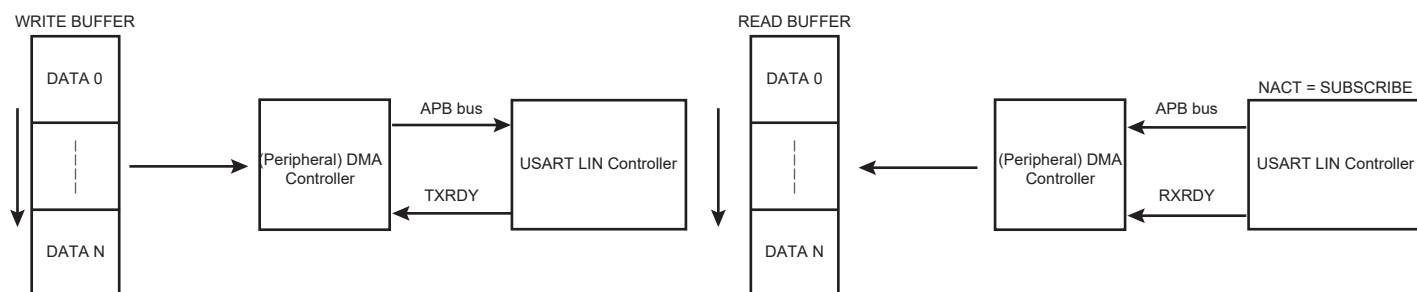 WRITE BUFFER
DATA 0
DATA N
(Peripheral) DMA
Controller
APB bus
TXRDY
USART LIN Controller
READ BUFFER
DATA 0
DATA N
(Peripheral) DMA
Controller
APB bus
RXRDY
NACT = SUBSCRIBE
USART LIN Controller